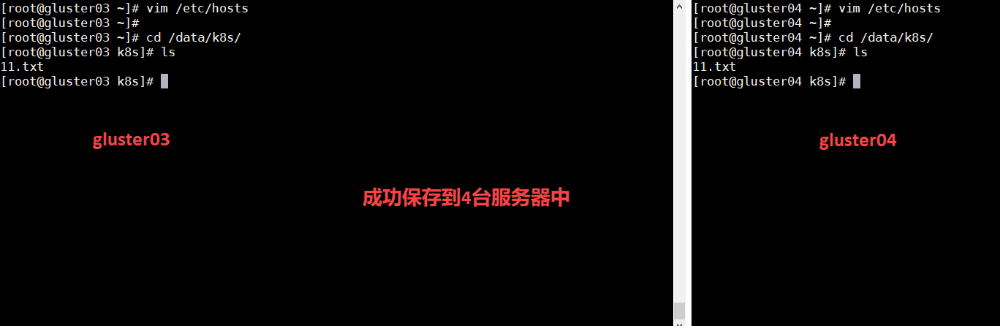 [root@gluster03 ~]# vim /etc/hosts
[root@gluster03 ~]#
[root@gluster03 ~]# cd /data/k8s/
[root@gluster03 k8s]# ls
11.txt
[root@gluster03 k8s]#
gluster03
成功保存到4台服务器中
[root@gluster04 ~]# vim /etc/hosts
[root@gluster04 ~]#
[root@gluster04 ~]# cd /data/k8s/
[root@gluster04 k8s]# ls
11.txt
[root@gluster04 k8s]#
gluster04